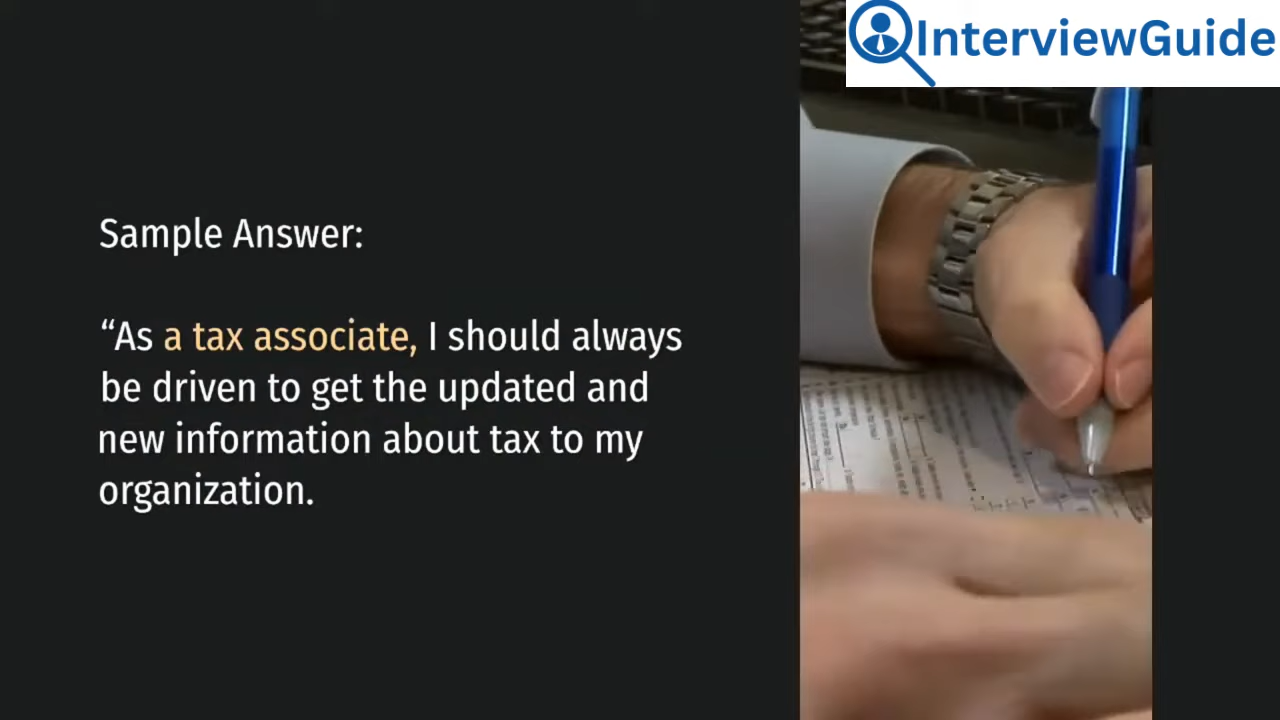 InterviewGuide
Sample Answer:
“As a tax associate, I should always
be driven to get the updated and
new information about tax to my
organization.